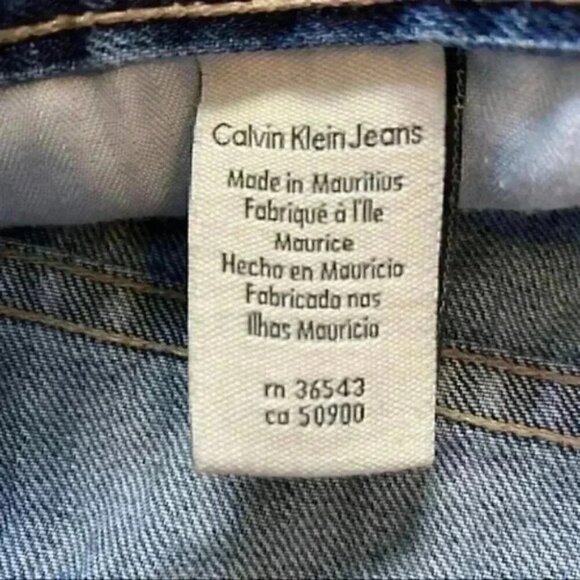 Calvin Klein Jeans
Made in Mauritius
Fabriqué à l'Ile
Maurice
Hecho en Mauricio
Fabricado nas
Ilhas Mauricio
rn 36543
ca 50900